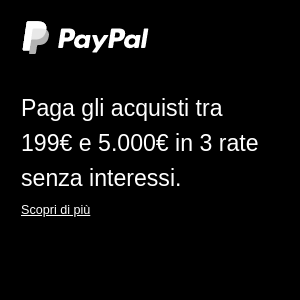 PayPal
Paga gli acquisti tra
199€ e 5.000€ in 3 rate
senza interessi.
Scopri di più